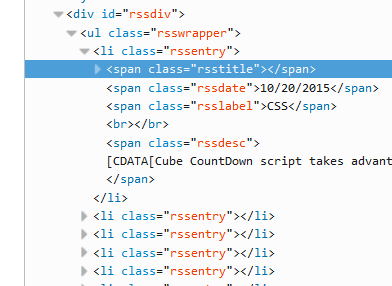 <div id="rssdiv">
<ul class="rsswrapper">
<li class="rssentry">
<span class="rsstitle"></span>
<span class="rssdate">10/20/2015</span>
<span class="rsslabel">CSS</span>
<br></br>
<span class="rssdesc">
[CDATA[Cube CountDown script takes advant
</span>
</li>
<li class="rssentry"></li>
<li class="rssentry"></li>
<li class="rssentry"></li>
<li class="rssentry"></li>